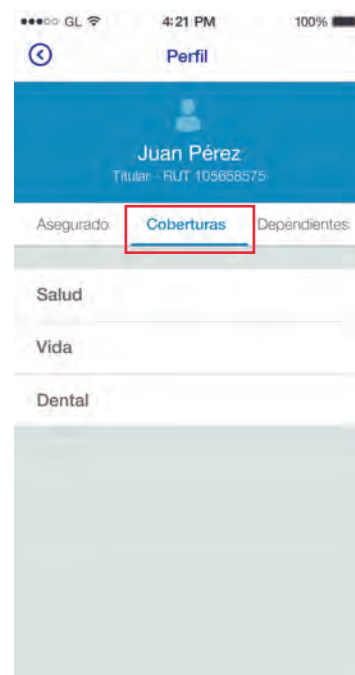 GL 4:21 PM 100%
Perfil
Juan Pérez
Titular - RUT 105658575
Asegurado Coberturas Dependientes
Salud
Vida
Dental